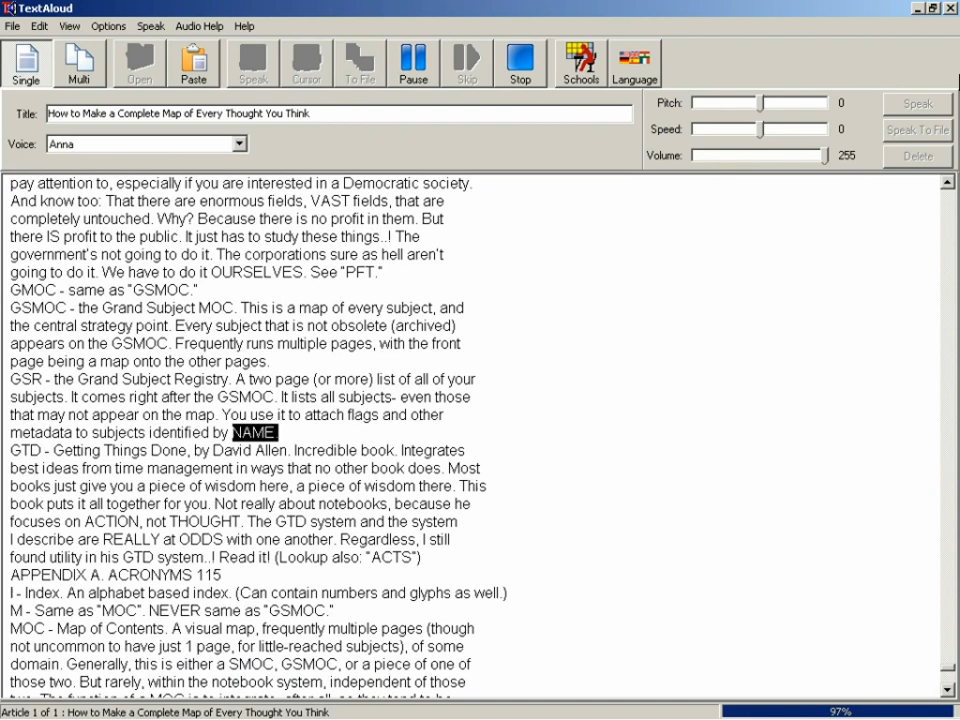 TextAloud
File Edit View Options Speak Audio Help Help
Single Multi Open Paste Speak Cursor To File Pause Skip Stop Schools Language
Title: How to Make a Complete Map of Every Thought You Think
Voice: Anna
Pitch: 0 Speak
Speed: 0 Speak To File
Volume: 255 Delete
pay attention to, especially if you are interested in a Democratic society.
And know too: That there are enormous fields, VAST fields, that are
completely untouched. Why? Because there is no profit in them. But
there IS profit to the public. It just has to study these things..! The
government's not going to do it. The corporations sure as hell aren't
going to do it. We have to do it OURSELVES. See "PFT."
GMOC - same as "GSMOC."
GSMOC - the Grand Subject MOC. This is a map of every subject, and
the central strategy point. Every subject that is not obsolete (archived)
appears on the GSMOC. Frequently runs multiple pages, with the front
page being a map onto the other pages.
GSR - the Grand Subject Registry. A two page (or more) list of all of your
subjects. It comes right after the GSMOC. It lists all subjects- even those
that may not appear on the map. You use it to attach flags and other
metadata to subjects identified by NAME.
GTD - Getting Things Done, by David Allen. Incredible book. Integrates
best ideas from time management in ways that no other book does. Most
books just give you a piece of wisdom here, a piece of wisdom there. This
book puts it all together for you. Not really about notebooks, because he
focuses on ACTION, not THOUGHT. The GTD system and the system
I describe are REALLY at ODDS with one another. Regardless, I still
found utility in his GTD system..! Read it! (Lookup also: "ACTS")
APPENDIX A. ACRONYMS 115
I - Index. An alphabet based index. (Can contain numbers and glyphs as well.)
M - Same as "MOC". NEVER same as "GSMOC."
MOC - Map of Contents. A visual map, frequently multiple pages (though
not uncommon to have just 1 page, for little-reached subjects), of some
domain. Generally, this is either a SMOC, GSMOC, or a piece of one of
those two. But rarely, within the notebook system, independent of those
two. The function of a MOC is to integrate, after all, so they tend to be
Article 1 of 1 : How to Make a Complete Map of Every Thought You Think 97%